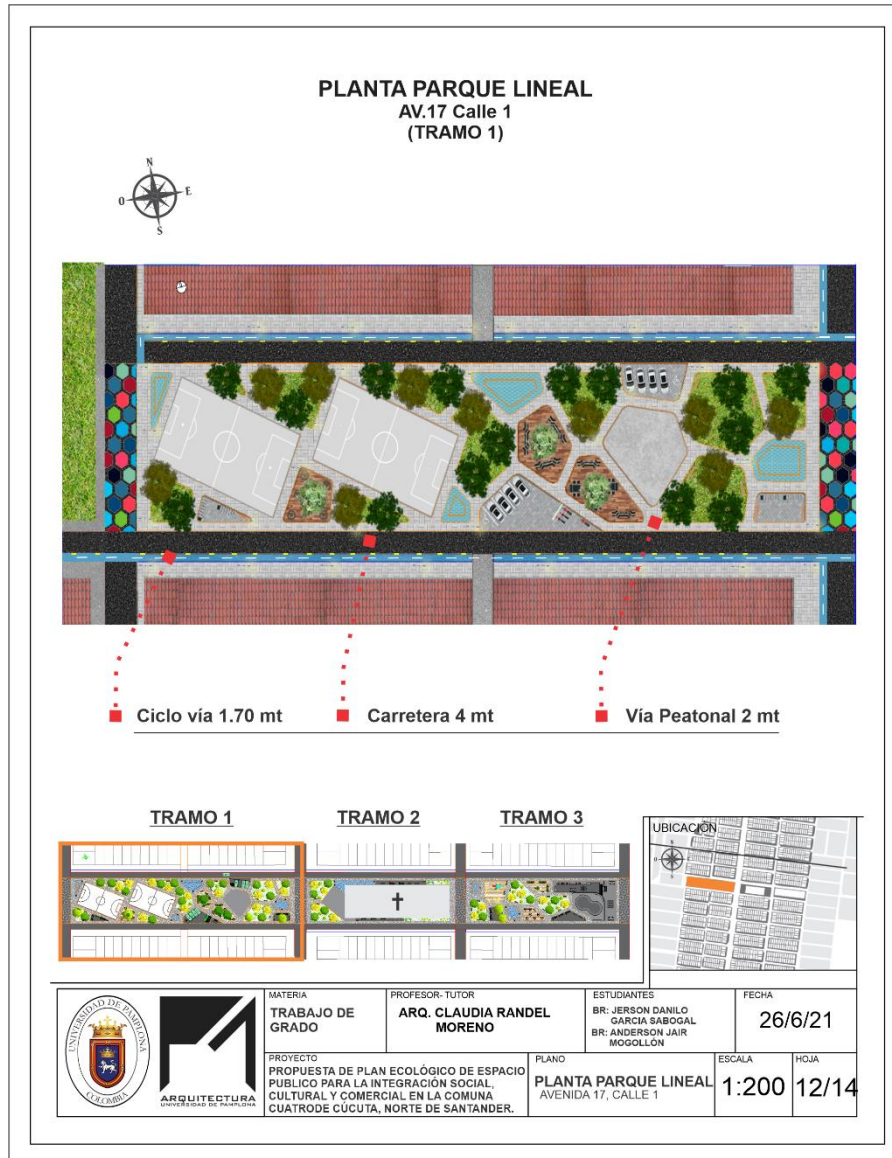 PLANTA PARQUE LINEAL
AV.17 Calle 1
(TRAMO 1)
N
O
E
S
Ciclo vía 1.70 mt
Carretera 4 mt
Vía Peatonal 2 mt
TRAMO 1
TRAMO 2
TRAMO 3
UBICACIÓN
UNIVERSIDAD DE PAMPLONA
COLOMBIA
ARQUITECTURA
UNIVERSIDAD DE PAMPLONA
MATERIA
TRABAJO DE
GRADO
PROFESOR- TUTOR
ARQ. CLAUDIA RANDEL
MORENO
ESTUDIANTES
BR: JERSON DANILO
GARCIA SABOGAL
BR: ANDERSON JAIR
MOGOLLÓN
FECHA
26/6/21
PROYECTO
PROPUESTA DE PLAN ECOLÓGICO DE ESPACIO
PUBLICO PARA LA INTEGRACIÓN SOCIAL,
CULTURAL Y COMERCIAL EN LA COMUNA
CUATRODE CÚCUTA, NORTE DE SANTANDER.
PLANO
PLANTA PARQUE LINEAL
AVENIDA 17, CALLE 1
ESCALA
1:200
HOJA
12/14